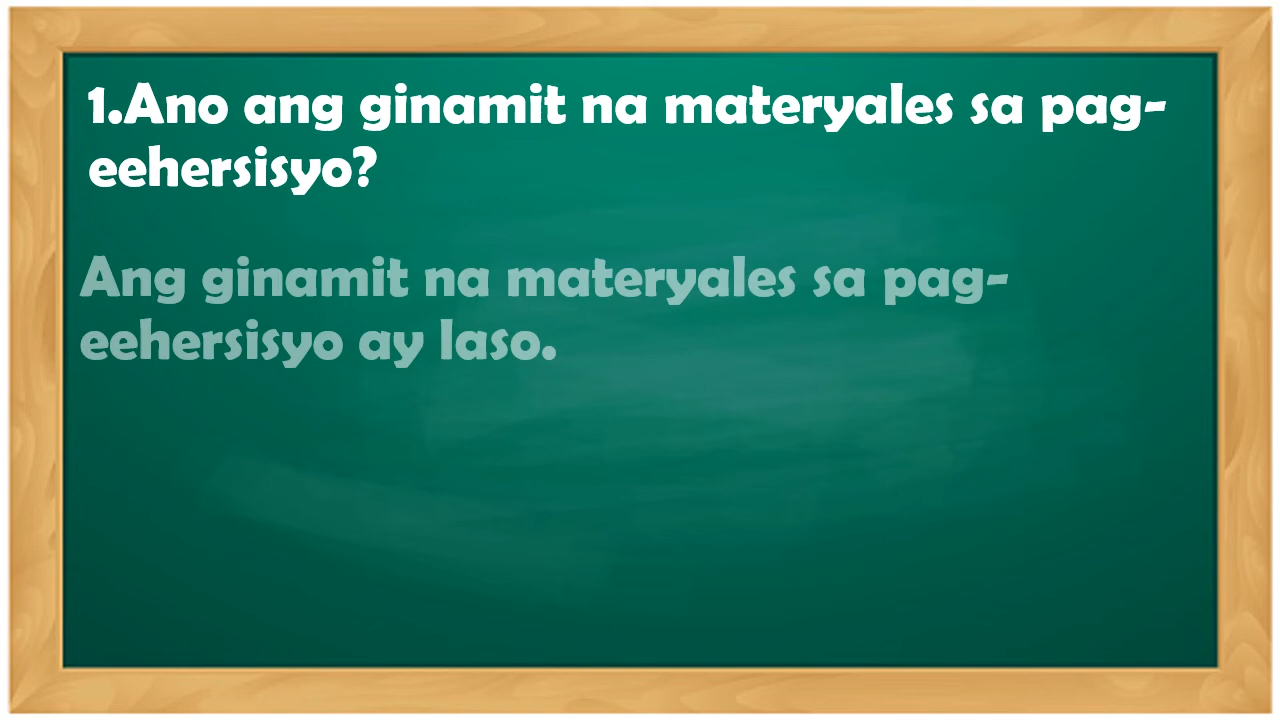 1.Ano ang ginamit na materyales sa pag-
eehersisyo?
Ang ginamit na materyales sa pag-
eehersisyo ay laso.